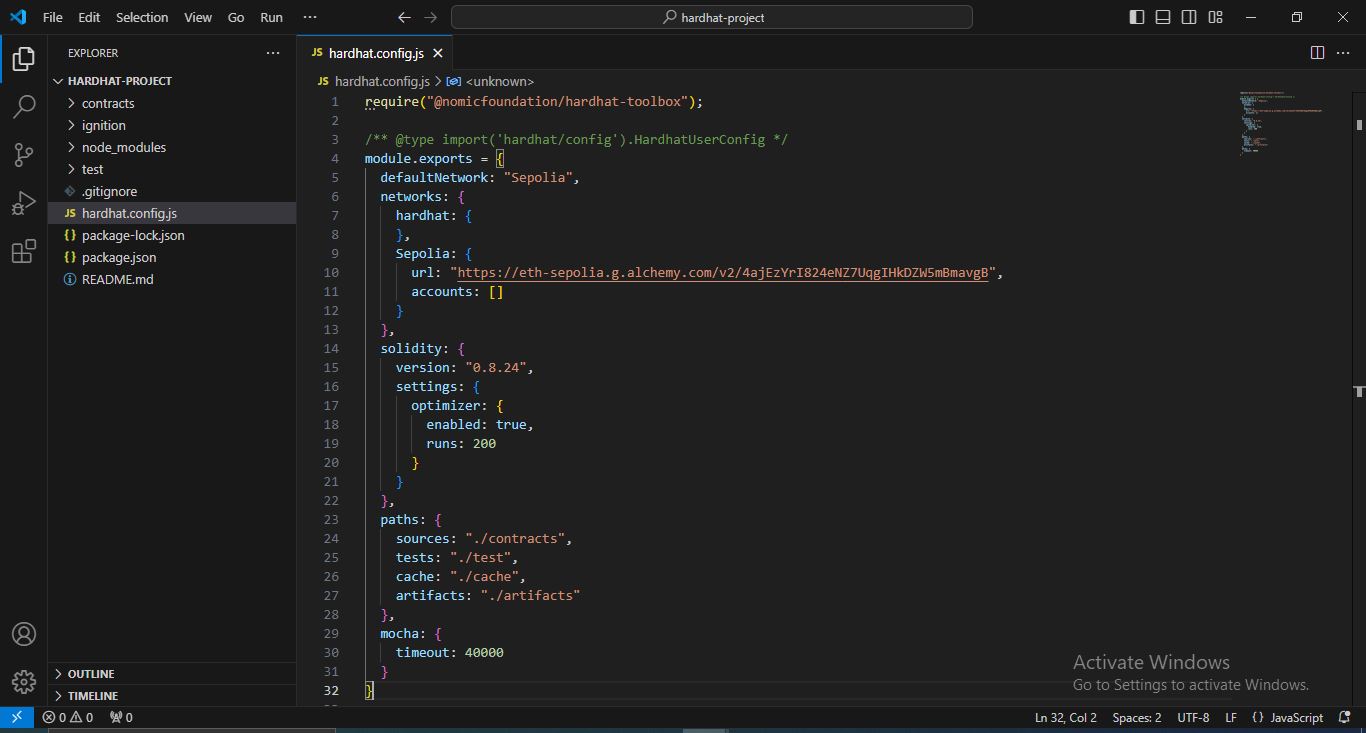 File Edit Selection View Go Run ··· hardhat-project
EXPLORER ···
HARDHAT-PROJECT
contracts
ignition
node_modules
test
.gitignore
JS hardhat.config.js
{} package-lock.json
{} package.json
README.md
OUTLINE
TIMELINE
JS hardhat.config.js
JS hardhat.config.js > <unknown>
1 require("@nomicfoundation/hardhat-toolbox");
2
3 /** @type import('hardhat/config').HardhatUserConfig */
4 module.exports = {
5 defaultNetwork: "Sepolia",
6 networks: {
7 hardhat: {
8 },
9 Sepolia: {
10 url: "https://eth-sepolia.g.alchemy.com/v2/4ajEzYrI824eNZ7UqgIHkDZW5mBmavgB",
11 accounts: []
12 }
13 },
14 solidity: {
15 version: "0.8.24",
16 settings: {
17 optimizer: {
18 enabled: true,
19 runs: 200
20 }
21 }
22 },
23 paths: {
24 sources: "./contracts",
25 tests: "./test",
26 cache: "./cache",
27 artifacts: "./artifacts"
28 },
29 mocha: {
30 timeout: 40000
31 }
32 }
Activate Windows
Go to Settings to activate Windows.
0 0 0 Ln 32, Col 2 Spaces: 2 UTF-8 LF {} JavaScript